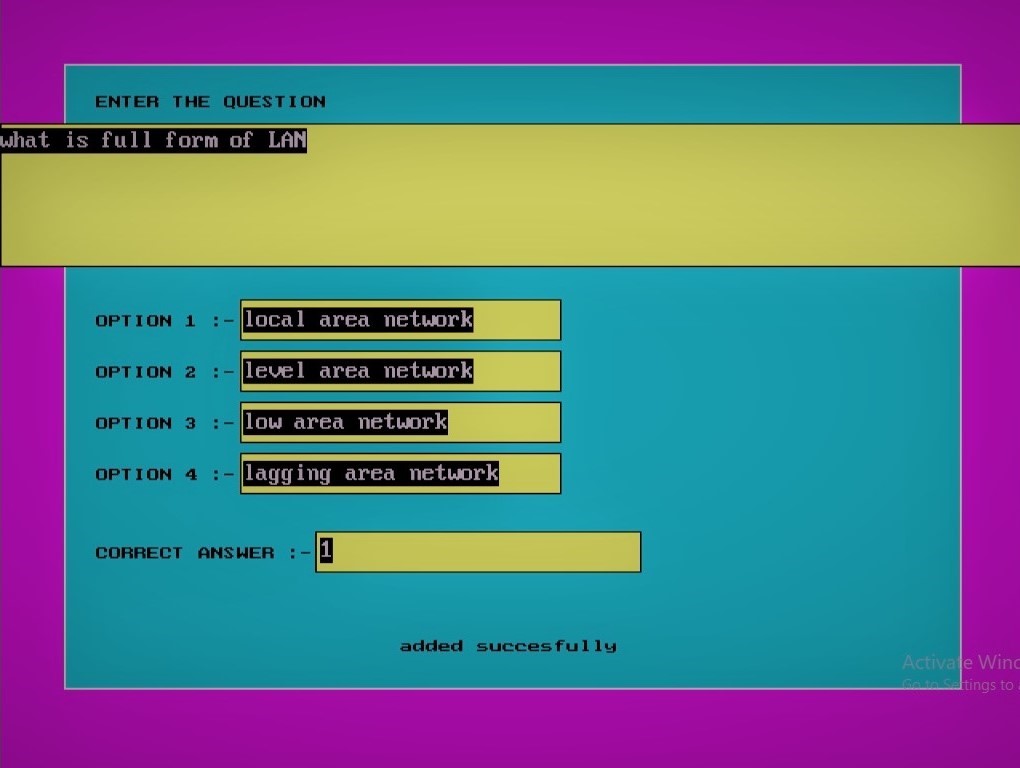 ENTER THE QUESTION
what is full form of LAN
OPTION 1 :- local area network
OPTION 2 :- level area network
OPTION 3 :- low area network
OPTION 4 :- lagging area network
CORRECT ANSWER :- 1
added succesfully
Activate Wind
Go to Settings to a